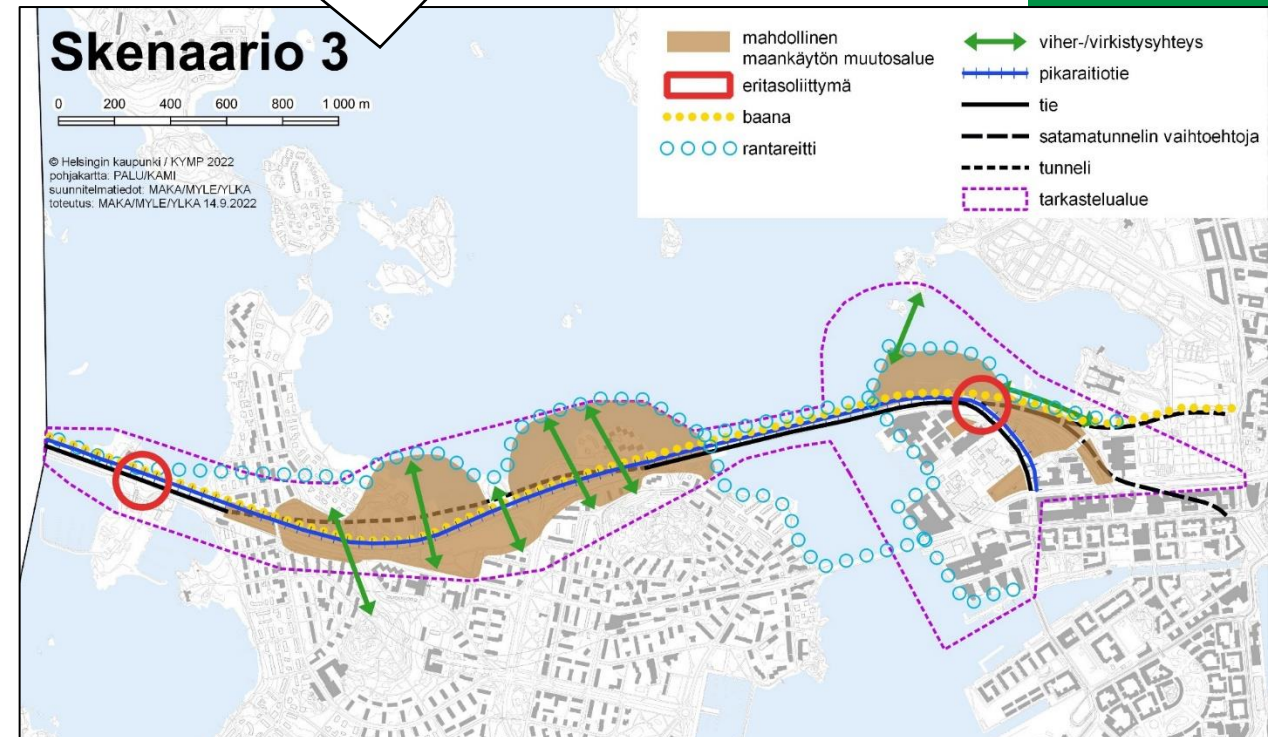 Skenaario 3
0 200 400 600 800 1 000 m
© Helsingin kaupunki / KYMP 2022
pohjakartta: PALU/KAMI
suunnitelmatiedot: MAKA/MYLE/YLKA
toteutus: MAKA/MYLE/YLKA 14.9.2022
mahdollinen
maankäytön muutosalue
eritasoliittymä
baana
rantareitti
viher-/virkistysyhteys
pikaraitiotie
tie
satamatunnelin vaihtoehtoja
tunneli
tarkastelualue